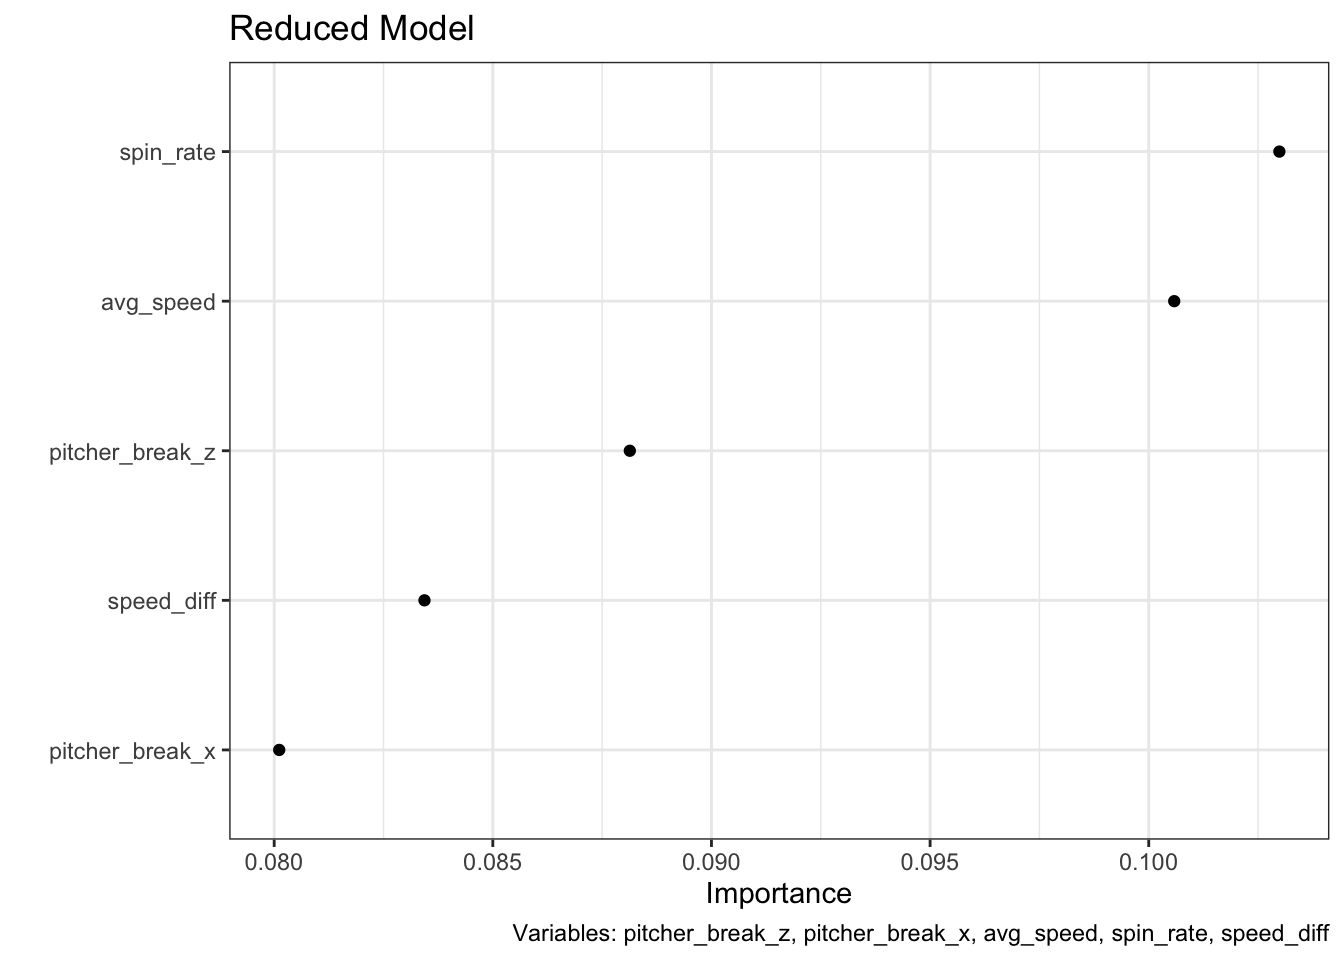 Reduced Model
spin_rate
avg_speed
pitcher_break_z
speed_diff
pitcher_break_x
0.080 0.085 0.090 0.095 0.100
Importance
Variables: pitcher_break_z, pitcher_break_x, avg_speed, spin_rate, speed_diff